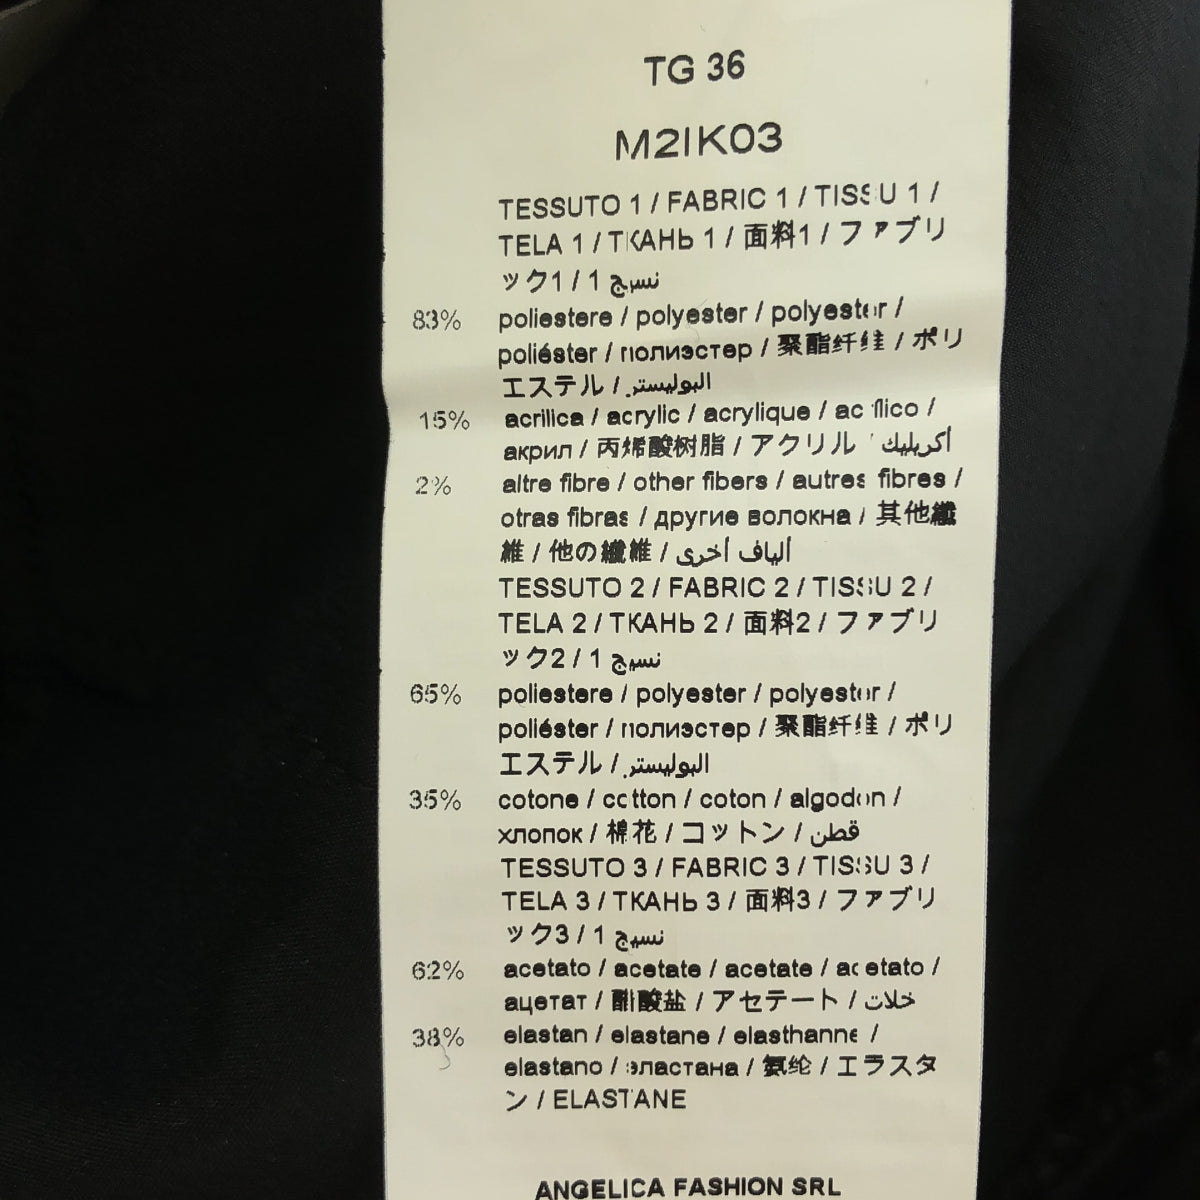 TG 36
M2IK03
TESSUTO 1 / FABRIC 1 / TISSU 1 /
TELA 1 / ТКАНЬ 1 / 面料1 / ファブリ
ック1 / 1 نسيج
83% poliestere / polyester / polyester /
poliéster / полиэстер / 聚酯纤维 / ポリ
エステル / البوليستر
15% acrilica / acrylic / acrylique / acrílico /
акрил / 丙烯酸树脂 / アクリル / أكريليك
2% altre fibre / other fibers / autres fibres /
otras fibras / другие волокна / 其他纖
維 / 他の繊維 / ألياف أخرى
TESSUTO 2 / FABRIC 2 / TISSU 2 /
TELA 2 / ТКАНЬ 2 / 面料2 / ファブリ
ック2 / 1 نسيج
65% poliestere / polyester / polyester /
poliéster / полиэстер / 聚酯纤维 / ポリ
エステル / البوليستر
35% cotone / cotton / coton / algodon /
хлопок / 棉花 / コットン / قطن
TESSUTO 3 / FABRIC 3 / TISSU 3 /
TELA 3 / ТКАНЬ 3 / 面料3 / ファブリ
ック3 / 1 نسيج
62% acetato / acetate / acetate / acetato /
ацетат / 醋酸盐 / アセテート / خلات
38% elastan / elastane / elasthanne /
elastano / эластана / 氨纶 / エラスタ
ン / ELASTANE
ANGELICA FASHION SRL